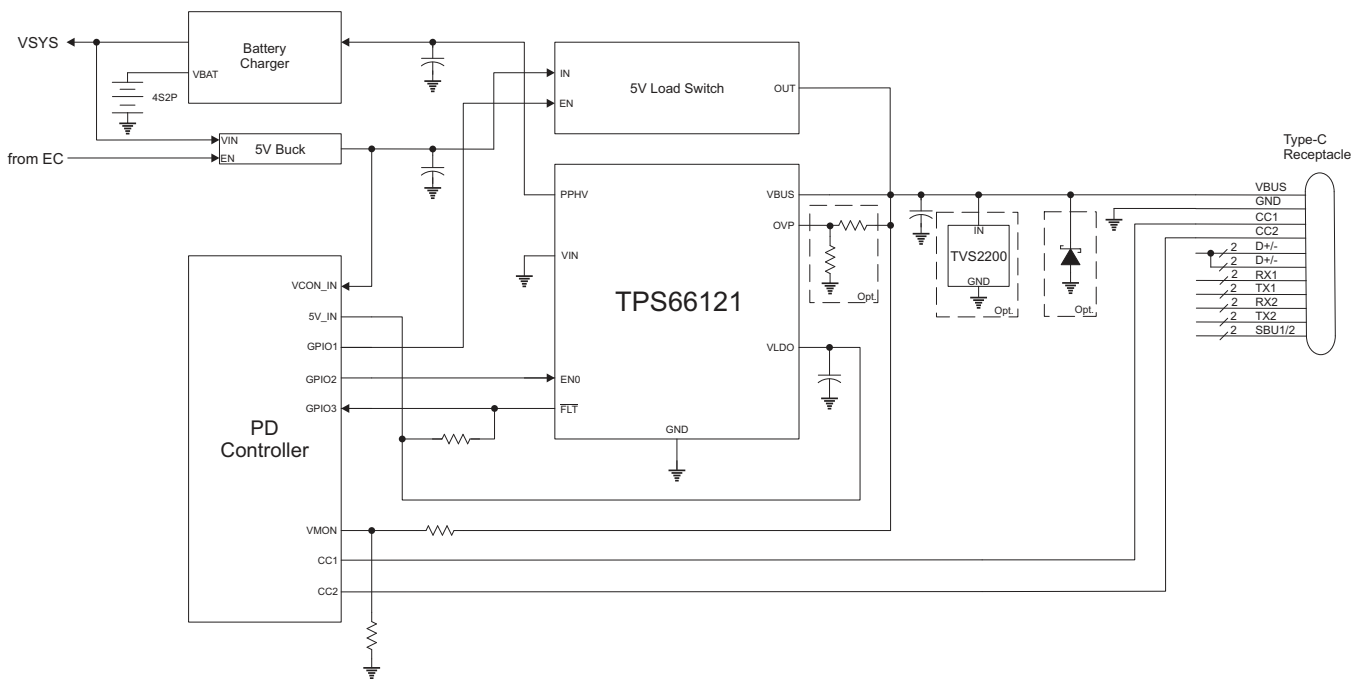 VSYS
Battery
Charger
VBAT
4S2P
VIN
EN
5V Buck
from EC
IN
EN
5V Load Switch
OUT
Type-C
Receptacle
VBUS
GND
CC1
CC2
2 D+/-
2 D+/-
2 RX1
2 TX1
2 RX2
2 TX2
2 SBU1/2
PPHV
VIN
EN0
FLT
TPS66121
VBUS
OVP
VLDO
GND
Opt.
IN
TVS2200
GND
Opt.
Opt.
VCON_IN
5V_IN
GPIO1
GPIO2
GPIO3
PD
Controller
VMON
CC1
CC2